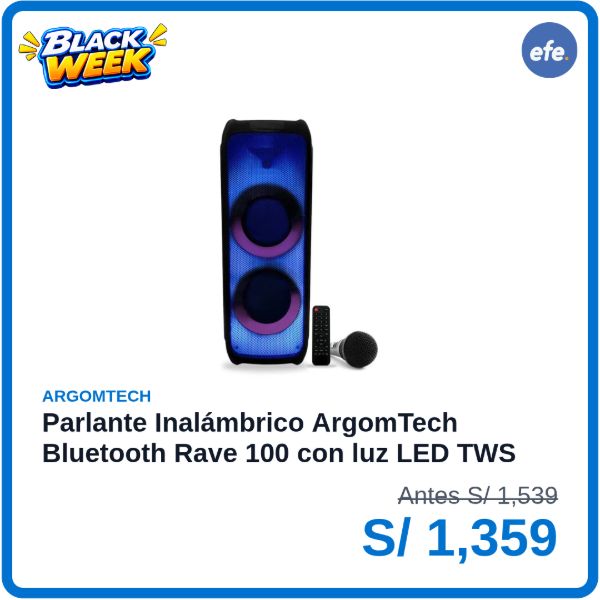 BLACK
WEEK
efe.
ARGOMTECH
Parlante Inalámbrico ArgomTech
Bluetooth Rave 100 con luz LED TWS
Antes S/ 1,539
S/ 1,359